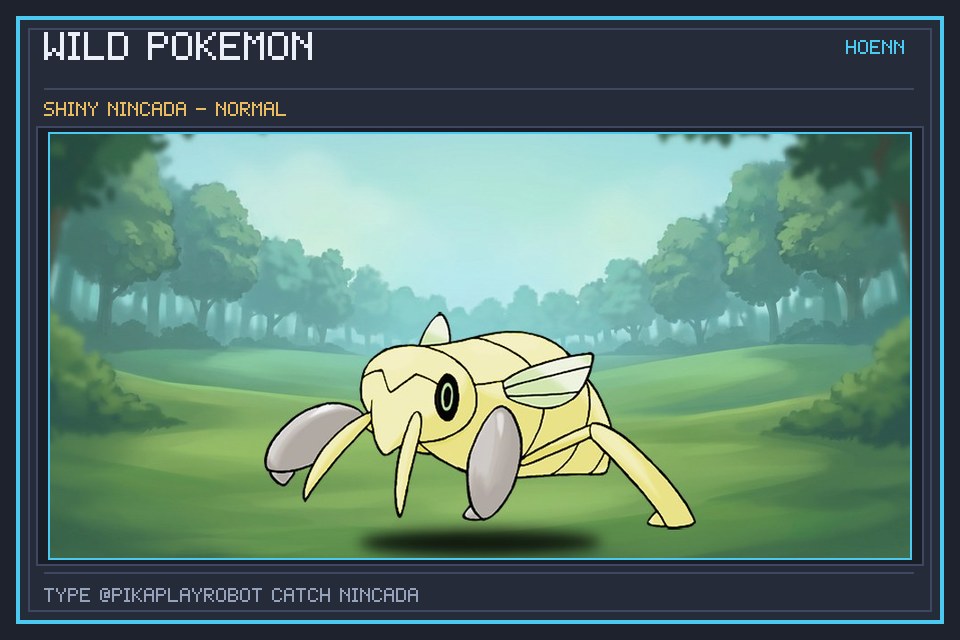 WILD POKEMON
HOENN
SHINY NINCADA - NORMAL
TYPE @PIKAPLAYROBOT CATCH NINCADA